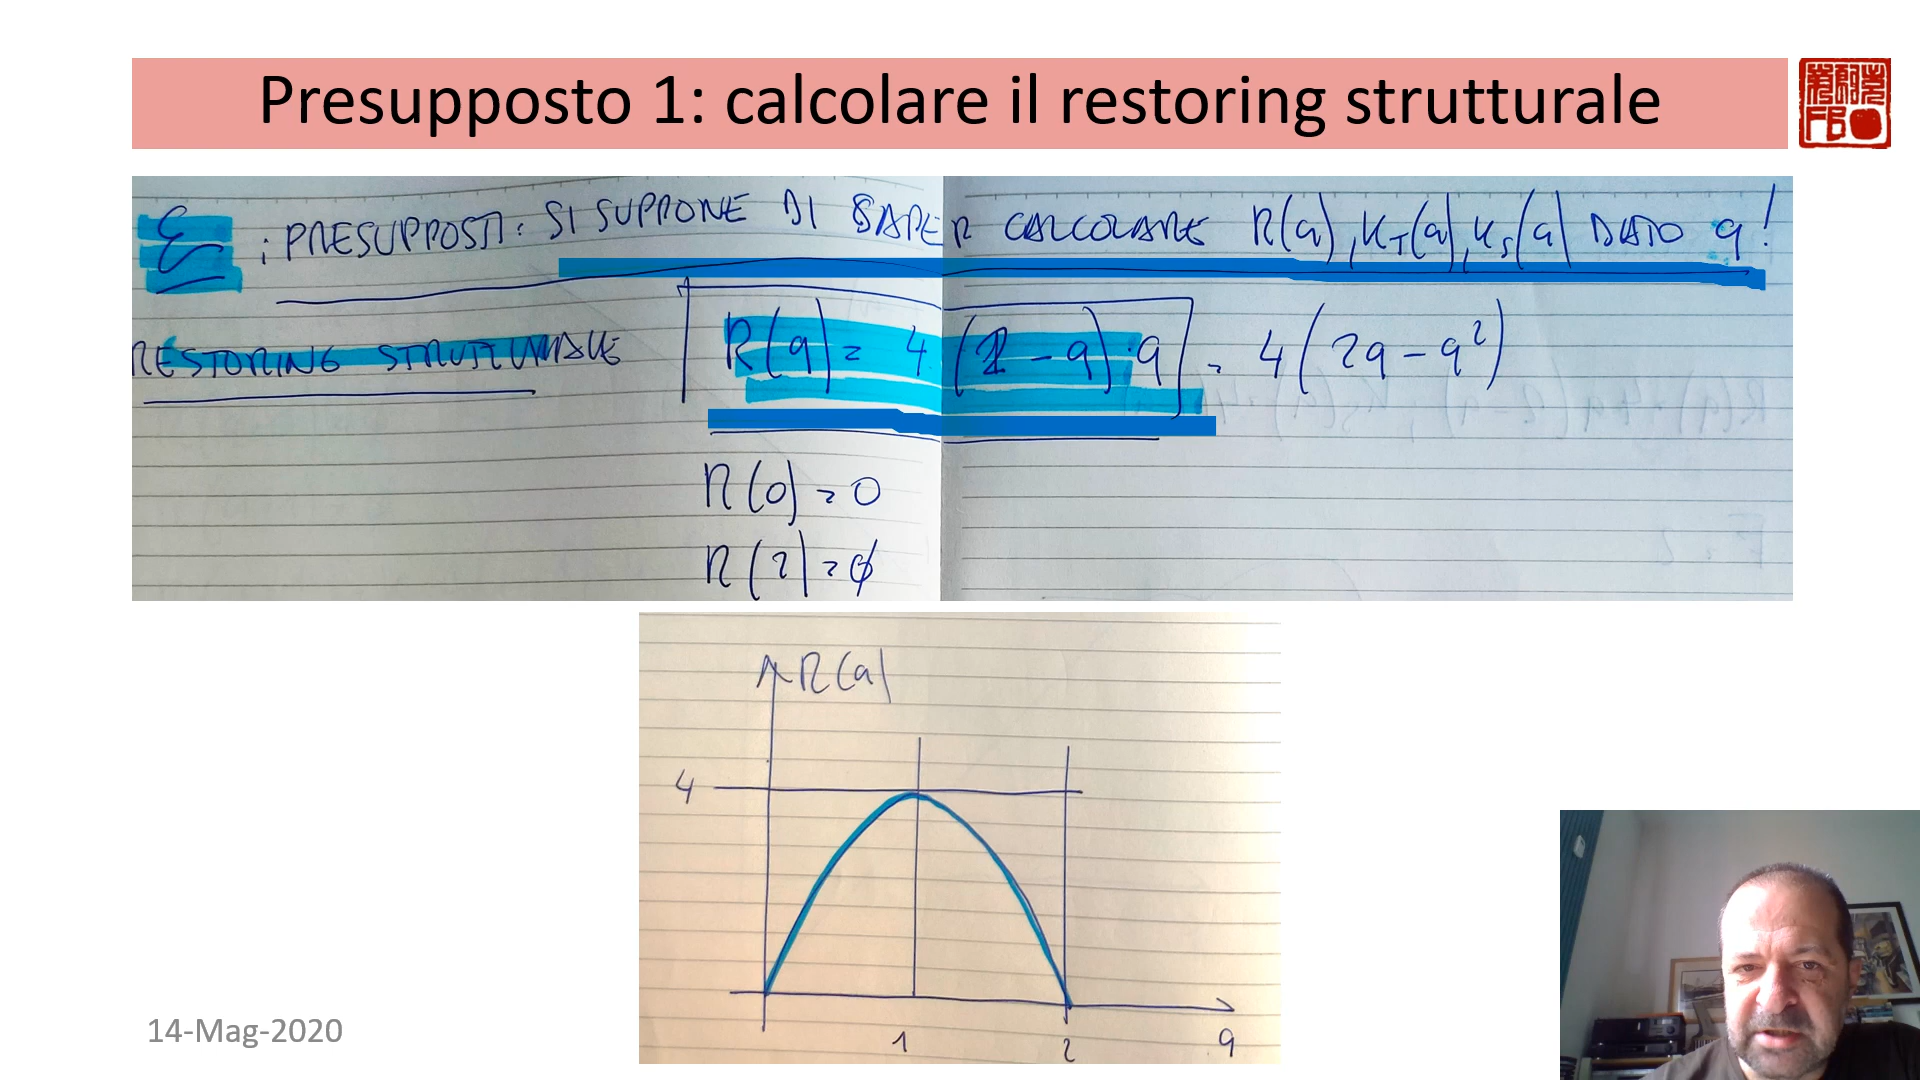 Presupposto 1: calcolare il restoring strutturale
FB
E: PRESUPPOSTI: SI SUPPONE DI SAPER CALCOLARE R(q), KT(q), KS(q) DATO q!
RESTORING STRUTTURALE R(q) = 4 (2 - q) · q = 4 (2q - q²)
R(0) = 0
R(2) = 0
R(q)
4
1 2 q
14-Mag-2020